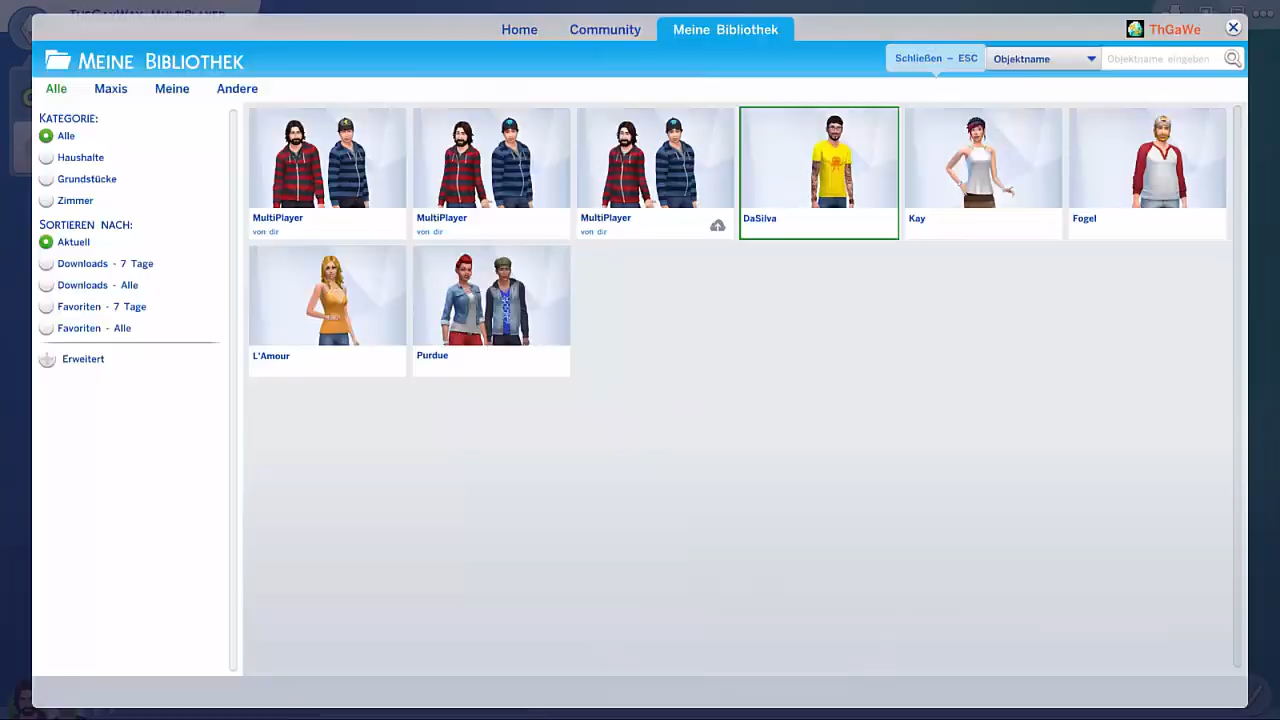 Home Community Meine Bibliothek ThGaWe
MEINE BIBLIOTHEK
Schließen - ESC Objektname Objektname eingeben
Alle Maxis Meine Andere
KATEGORIE:
Alle
Haushalte
Grundstücke
Zimmer
SORTIEREN NACH:
Aktuell
Downloads - 7 Tage
Downloads - Alle
Favoriten - 7 Tage
Favoriten - Alle
Erweitert
MultiPlayer MultiPlayer MultiPlayer DaSilva Kay Fogel
von dir von dir von dir
L'Amour Purdue